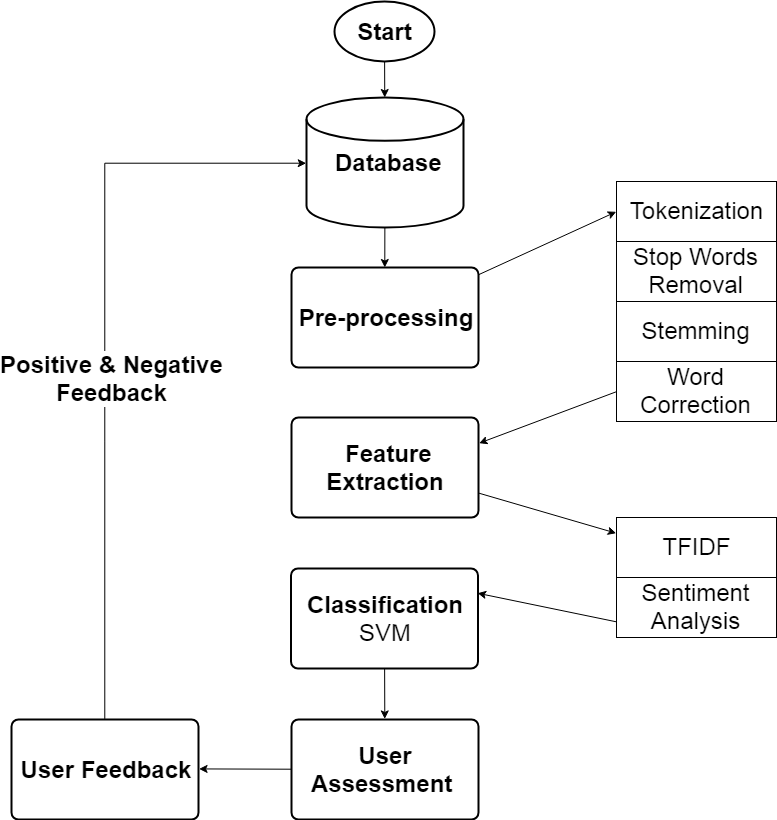 Start
Database
Tokenization
Stop Words
Removal
Pre-processing
Stemming
Positive & Negative
Feedback
Word
Correction
Feature
Extraction
TFIDF
Classification
SVM
Sentiment
Analysis
User Feedback
User
Assessment